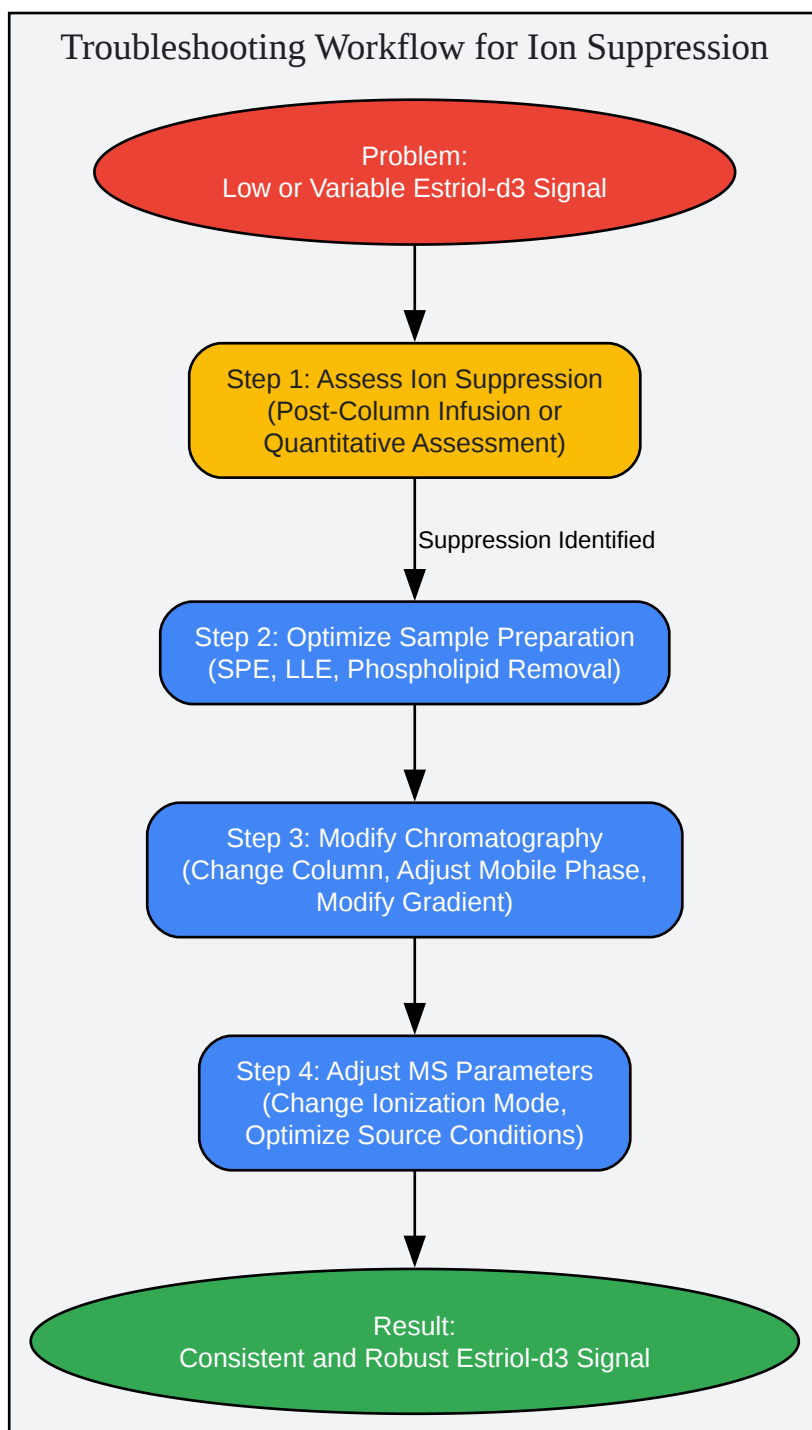 Troubleshooting Workflow for Ion Suppression
Problem:
Low or Variable Estriol-d3 Signal
Step 1: Assess Ion Suppression
(Post-Column Infusion or
Quantitative Assessment)
Suppression Identified
Step 2: Optimize Sample Preparation
(SPE, LLE, Phospholipid Removal)
Step 3: Modify Chromatography
(Change Column, Adjust Mobile Phase,
Modify Gradient)
Step 4: Adjust MS Parameters
(Change Ionization Mode,
Optimize Source Conditions)
Result:
Consistent and Robust Estriol-d3 Signal